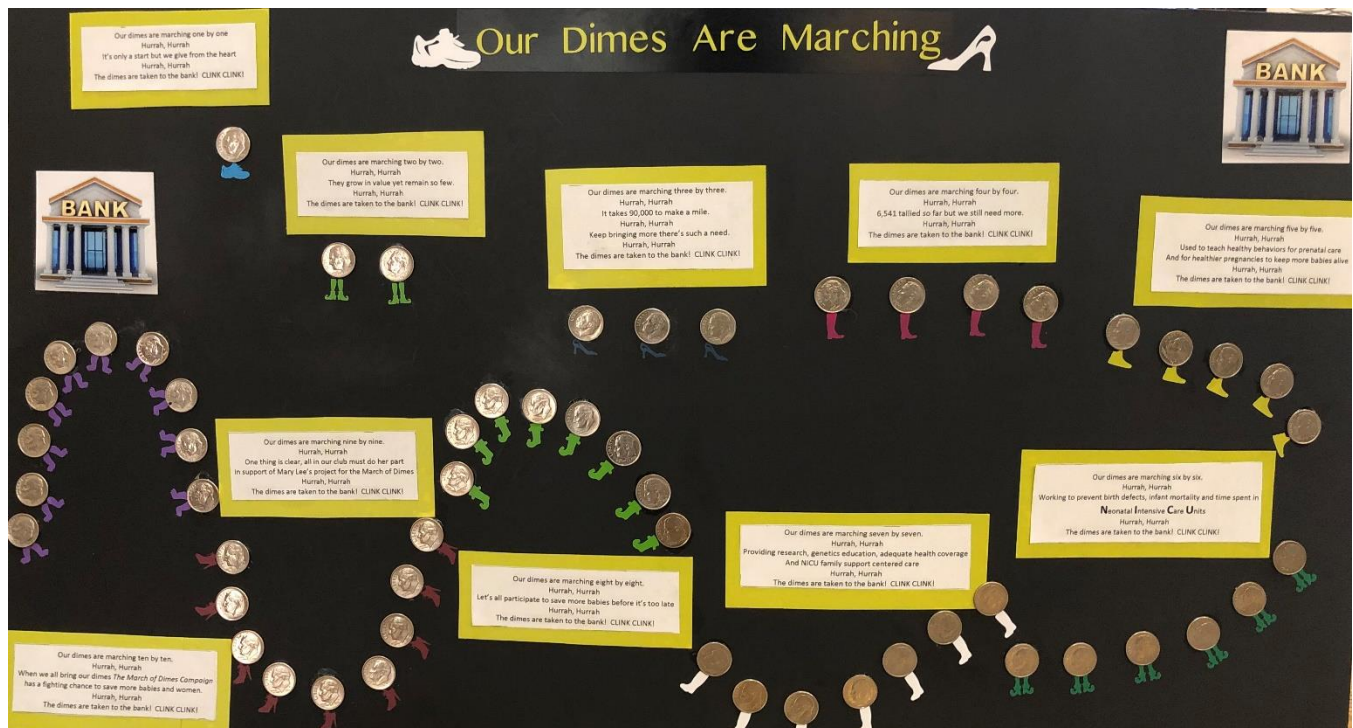 Our Dimes Are Marching
Our dimes are marching one by one
Hurrah, Hurrah
It's only a start but we give from the heart
Hurrah, Hurrah
The dimes are taken to the bank! CLINK CLINK!
BANK
BANK
Our dimes are marching two by two.
Hurrah, Hurrah
They grow in value yet remain so few.
Hurrah, Hurrah
The dimes are taken to the bank! CLINK CLINK!
Our dimes are marching three by three.
Hurrah, Hurrah
It takes 90,000 to make a mile.
Hurrah, Hurrah
Keep bringing more there's such a need.
Hurrah, Hurrah
The dimes are taken to the bank! CLINK CLINK!
Our dimes are marching four by four.
Hurrah, Hurrah
6,541 tallied so far but we still need more.
Hurrah, Hurrah
The dimes are taken to the bank! CLINK CLINK!
Our dimes are marching five by five.
Hurrah, Hurrah
Used to teach healthy behaviors for prenatal care
And for healthier pregnancies to keep more babies alive
Hurrah, Hurrah
The dimes are taken to the bank! CLINK CLINK!
Our dimes are marching six by six.
Hurrah, Hurrah
Working to prevent birth defects, infant mortality and time spent in
Neonatal Intensive Care Units
Hurrah, Hurrah
The dimes are taken to the bank! CLINK CLINK!
Our dimes are marching seven by seven.
Hurrah, Hurrah
Providing research, genetics education, adequate health coverage
And NICU family support centered care
Hurrah, Hurrah
The dimes are taken to the bank! CLINK CLINK!
Our dimes are marching eight by eight.
Hurrah, Hurrah
Let's all participate to save more babies before it's too late
Hurrah, Hurrah
The dimes are taken to the bank! CLINK CLINK!
Our dimes are marching nine by nine.
Hurrah, Hurrah
One thing is clear, all in our club must do her part
in support of Mary Lee's project for the March of Dimes
Hurrah, Hurrah
The dimes are taken to the bank! CLINK CLINK!
Our dimes are marching ten by ten.
Hurrah, Hurrah
When we all bring our dimes The March of Dimes Campaign
has a fighting chance to save more babies and women.
Hurrah, Hurrah
The dimes are taken to the bank! CLINK CLINK!